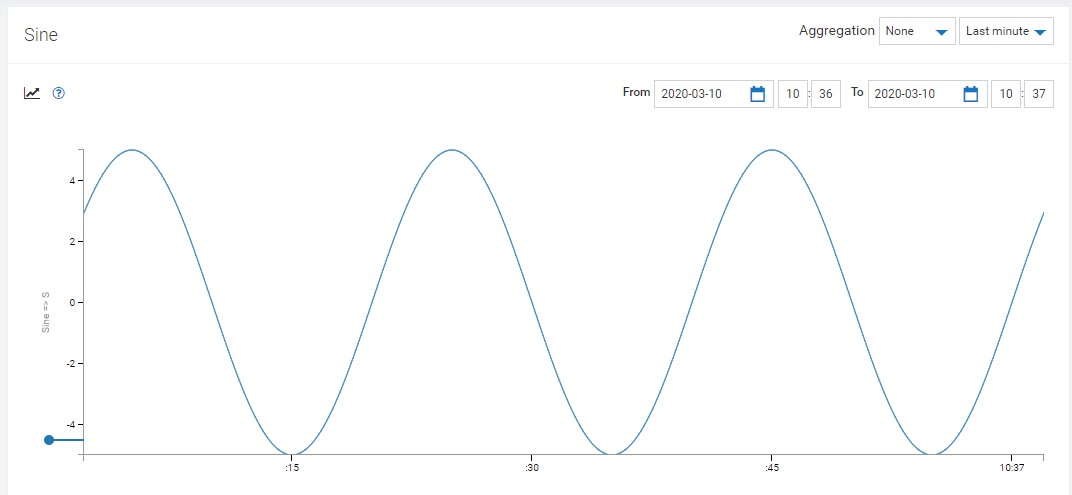 Sine
Aggregation None Last minute
From 2020-03-10 10 : 36 To 2020-03-10 10 : 37
4
2
0
-2
-4
Sine => S
:15 :30 :45 10:37